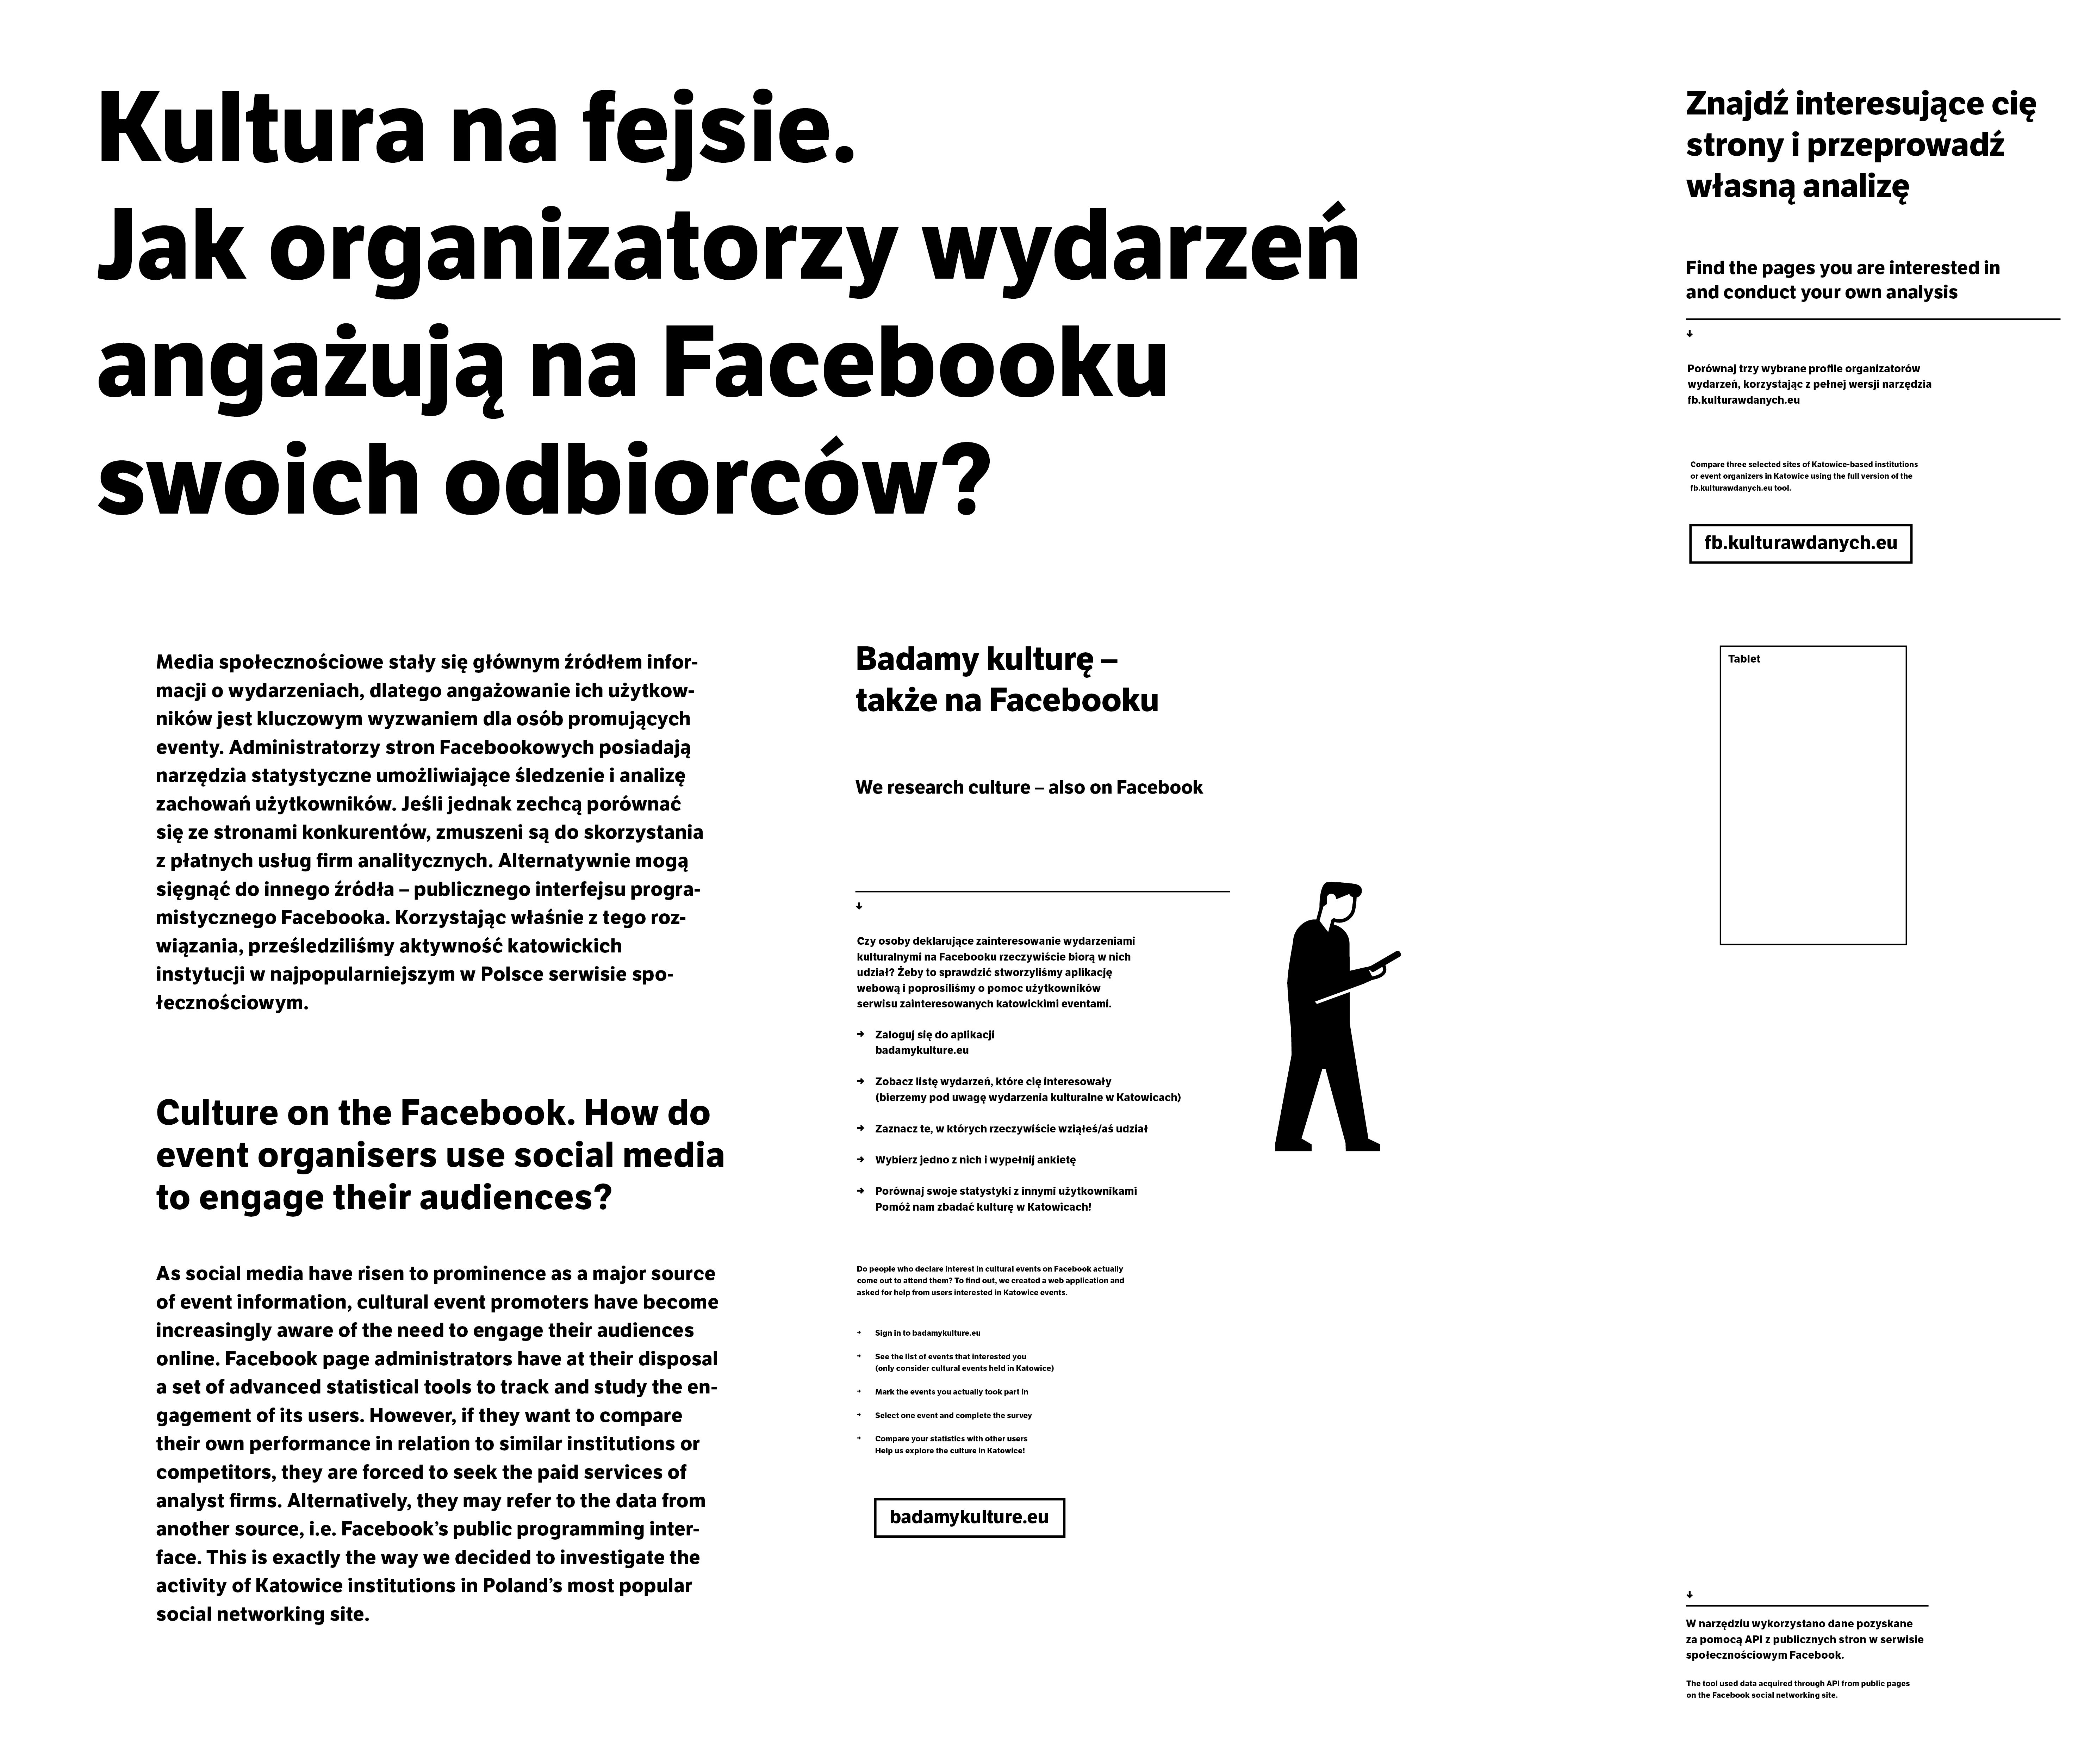 Kultura na fejsie.
Jak organizatorzy wydarzeń
angażują na Facebooku
swoich odbiorców?
Media społecznościowe stały się głównym źródłem infor-
macji o wydarzeniach, dlatego angażowanie ich użytkow-
ników jest kluczowym wyzwaniem dla osób promujących
eventy. Administratorzy stron Facebookowych posiadają
narzędzia statystyczne umożliwiające śledzenie i analizę
zachowań użytkowników. Jeśli jednak zechcą porównać
się ze stronami konkurentów, zmuszeni są do skorzystania
z płatnych usług firm analitycznych. Alternatywnie mogą
sięgnąć do innego źródła – publicznego interfejsu progra-
mistycznego Facebooka. Korzystając właśnie z tego roz-
wiązania, prześledziliśmy aktywność katowickich
instytucji w najpopularniejszym w Polsce serwisie spo-
łecznościowym.
Culture on the Facebook. How do
event organisers use social media
to engage their audiences?
As social media have risen to prominence as a major source
of event information, cultural event promoters have become
increasingly aware of the need to engage their audiences
online. Facebook page administrators have at their disposal
a set of advanced statistical tools to track and study the en-
gagement of its users. However, if they want to compare
their own performance in relation to similar institutions or
competitors, they are forced to seek the paid services of
analyst firms. Alternatively, they may refer to the data from
another source, i.e. Facebook’s public programming inter-
face. This is exactly the way we decided to investigate the
activity of Katowice institutions in Poland’s most popular
social networking site.
Badamy kulturę –
także na Facebooku
We research culture – also on Facebook
↓
Czy osoby deklarujące zainteresowanie wydarzeniami
kulturalnymi na Facebooku rzeczywiście biorą w nich
udział? Żeby to sprawdzić stworzyliśmy aplikację
webową i poprosiliśmy o pomoc użytkowników
serwisu zainteresowanych katowickimi eventami.
→ Zaloguj się do aplikacji
badamykulture.eu
→ Zobacz listę wydarzeń, które cię interesowały
(bierzemy pod uwagę wydarzenia kulturalne w Katowicach)
→ Zaznacz te, w których rzeczywiście wziąłeś/aś udział
→ Wybierz jedno z nich i wypełnij ankietę
→ Porównaj swoje statystyki z innymi użytkownikami
Pomóż nam zbadać kulturę w Katowicach!
Do people who declare interest in cultural events on Facebook actually
come out to attend them? To find out, we created a web application and
asked for help from users interested in Katowice events.
→ Sign in to badamykulture.eu
→ See the list of events that interested you
(only consider cultural events held in Katowice)
→ Mark the events you actually took part in
→ Select one event and complete the survey
→ Compare your statistics with other users
Help us explore the culture in Katowice!
badamykulture.eu
Znajdź interesujące cię
strony i przeprowadź
własną analizę
Find the pages you are interested in
and conduct your own analysis
↓
Porównaj trzy wybrane profile organizatorów
wydarzeń, korzystając z pełnej wersji narzędzia
fb.kulturawdanych.eu
Compare three selected sites of Katowice-based institutions
or event organizers in Katowice using the full version of the
fb.kulturawdanych.eu tool.
fb.kulturawdanych.eu
Tablet
↓
W narzędziu wykorzystano dane pozyskane
za pomocą API z publicznych stron w serwisie
społecznościowym Facebook.
The tool used data acquired through API from public pages
on the Facebook social networking site.